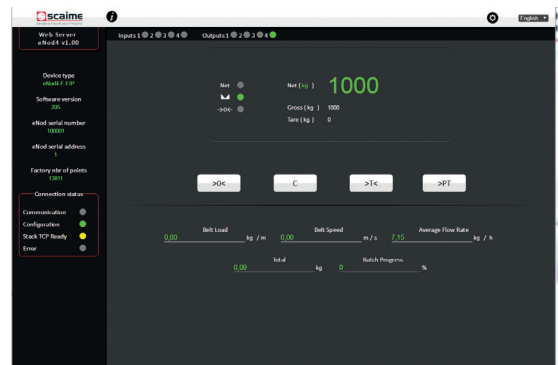 scaime
English
Web Server
eNod4 v1.00
Inputs 1 2 3 4
Outputs 1 2 3 4
Device type
Software version
205
eNod serial number
100001
eNod serial address
1
Factory nbr of points
13811
Connection status
Communication
Configuration
Stack TCP Ready
Error
Net
>0<
Net ( kg ) 1000
Gross ( kg ) 1000
Tare ( kg ) 0
>0< C >T< >PT
Belt Load Belt Speed Average Flow Rate
0,00 kg / m 0,00 m / s 7,15 kg / h
Total Batch Progress
0,00 kg 0 %